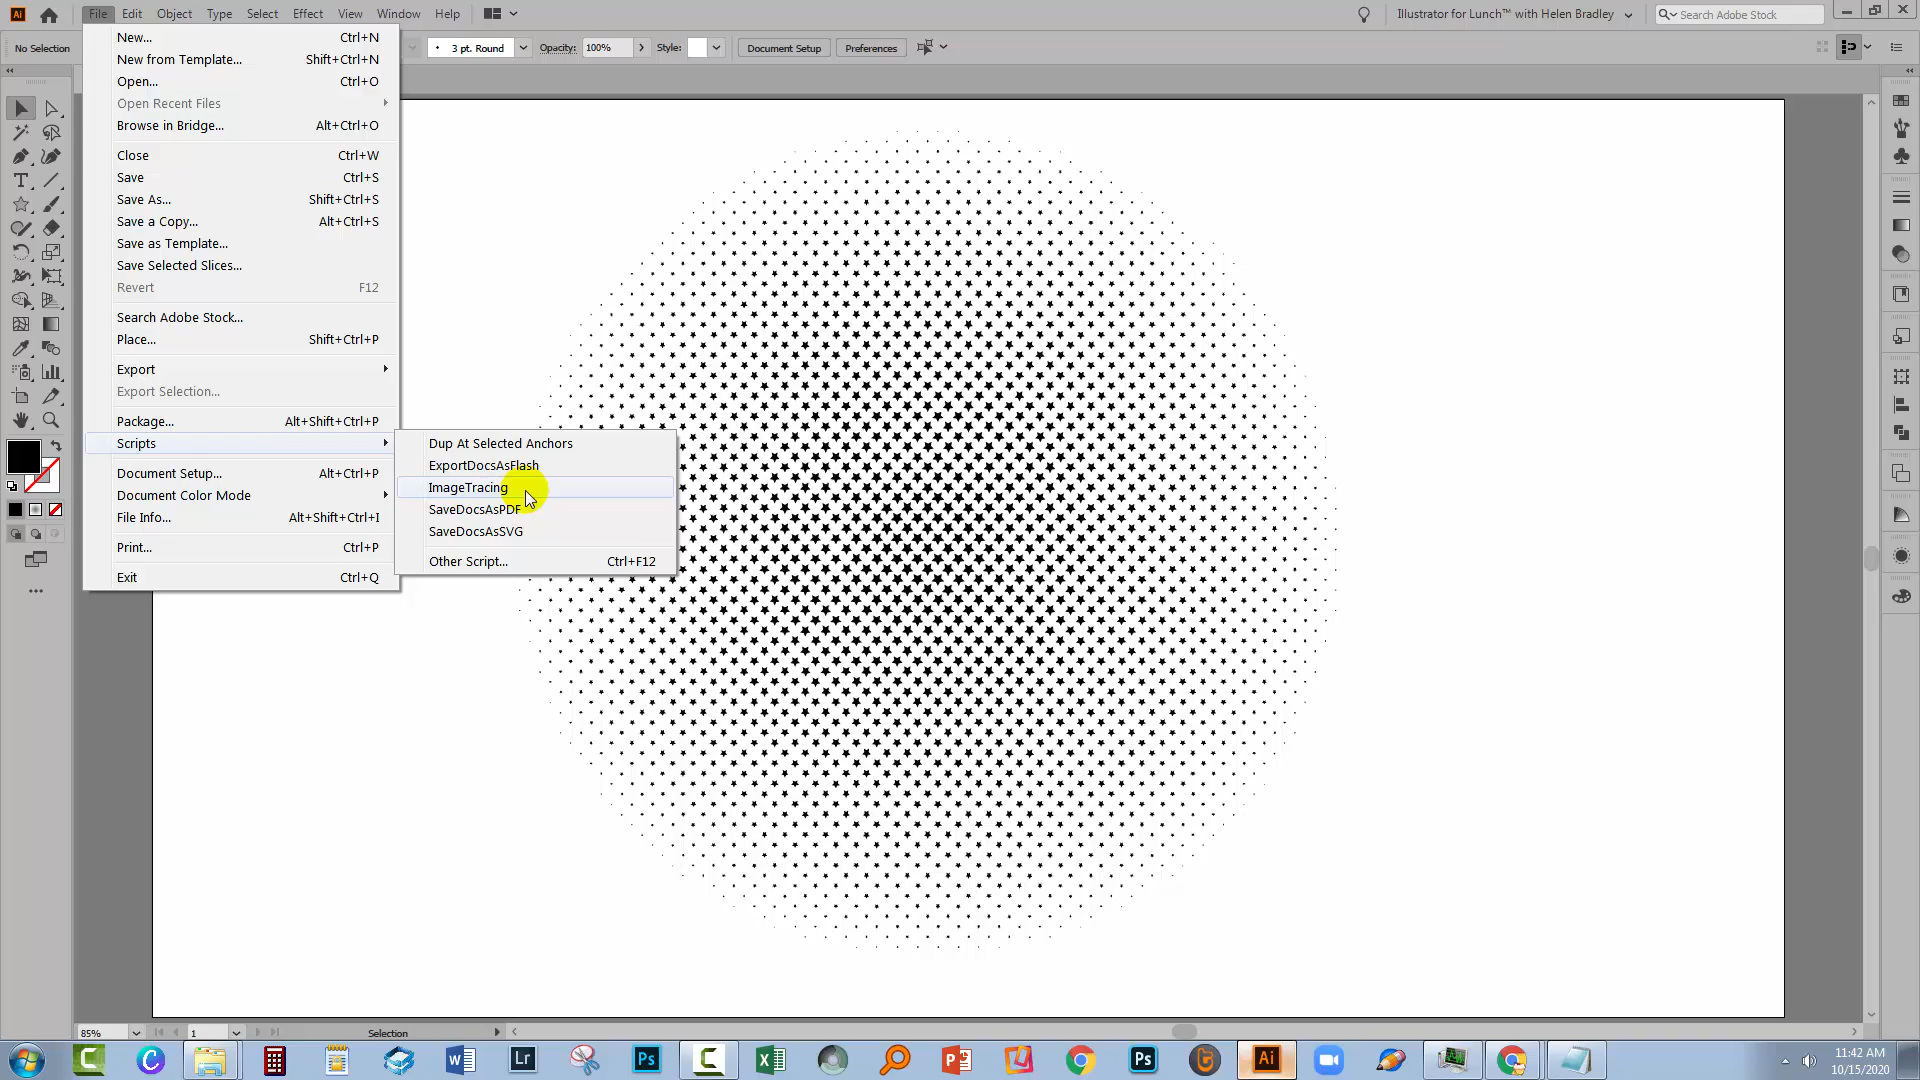 Ai File Edit Object Type Select Effect View Window Help
Illustrator for Lunch™ with Helen Bradley
Search Adobe Stock
No Selection
3 pt. Round
Opacity: 100%
Style:
Document Setup
Preferences
New... Ctrl+N
New from Template... Shift+Ctrl+N
Open... Ctrl+O
Open Recent Files
Browse in Bridge... Alt+Ctrl+O
Close Ctrl+W
Save Ctrl+S
Save As... Shift+Ctrl+S
Save a Copy... Alt+Ctrl+S
Save as Template...
Save Selected Slices...
Revert F12
Search Adobe Stock...
Place... Shift+Ctrl+P
Export
Export Selection...
Package... Alt+Shift+Ctrl+P
Scripts
Document Setup... Alt+Ctrl+P
Document Color Mode
File Info... Alt+Shift+Ctrl+I
Print... Ctrl+P
Exit Ctrl+Q
Dup At Selected Anchors
ExportDocsAsFlash
ImageTracing
SaveDocsAsPDF
SaveDocsAsSVG
Other Script... Ctrl+F12
85%
1
Selection
Lr
Ps
Ps
Ai
11:42 AM
10/15/2020